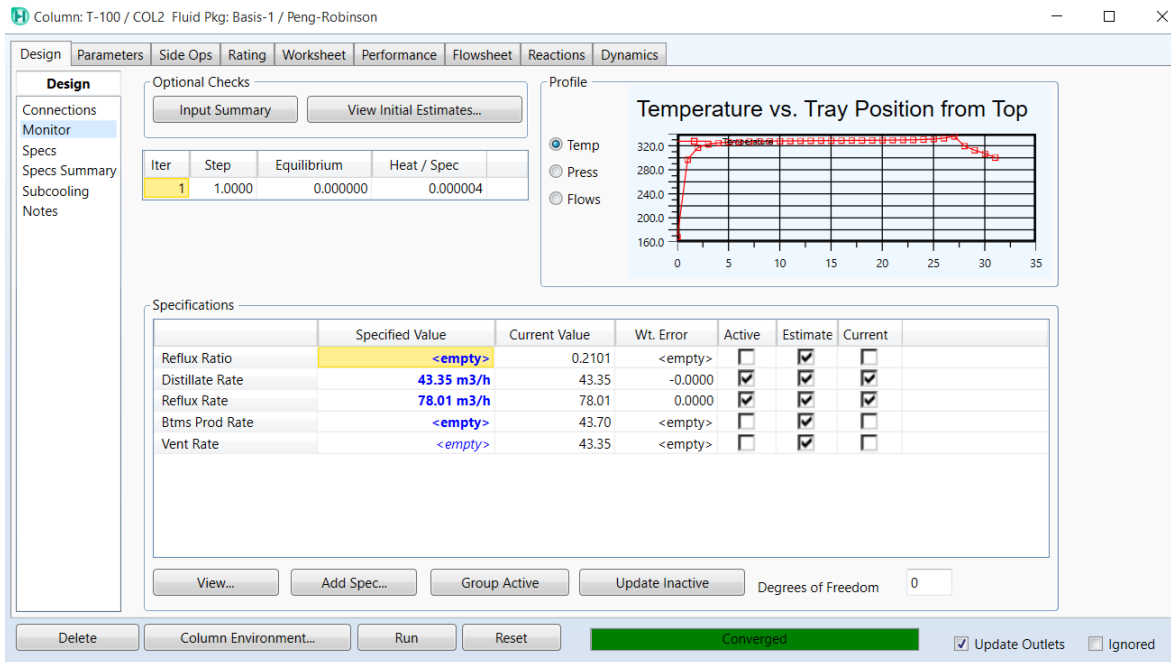 Column: T-100 / COL2 Fluid Pkg: Basis-1 / Peng-Robinson
Design Parameters Side Ops Rating Worksheet Performance Flowsheet Reactions Dynamics
Design
Connections
Monitor
Specs
Specs Summary
Subcooling
Notes
Optional Checks
Input Summary View Initial Estimates...
Iter Step Equilibrium Heat / Spec
1 1.0000 0.000000 0.000004
Profile
Temp
Press
Flows
Temperature vs. Tray Position from Top
Temperature
320.0
280.0
240.0
200.0
160.0
0 5 10 15 20 25 30 35
Specifications
Specified Value Current Value Wt. Error Active Estimate Current
Reflux Ratio <empty> 0.2101 <empty>
Distillate Rate 43.35 m3/h 43.35 -0.0000
Reflux Rate 78.01 m3/h 78.01 0.0000
Btms Prod Rate <empty> 43.70 <empty>
Vent Rate <empty> 43.35 <empty>
View... Add Spec... Group Active Update Inactive Degrees of Freedom 0
Delete Column Environment... Run Reset Converged Update Outlets Ignored